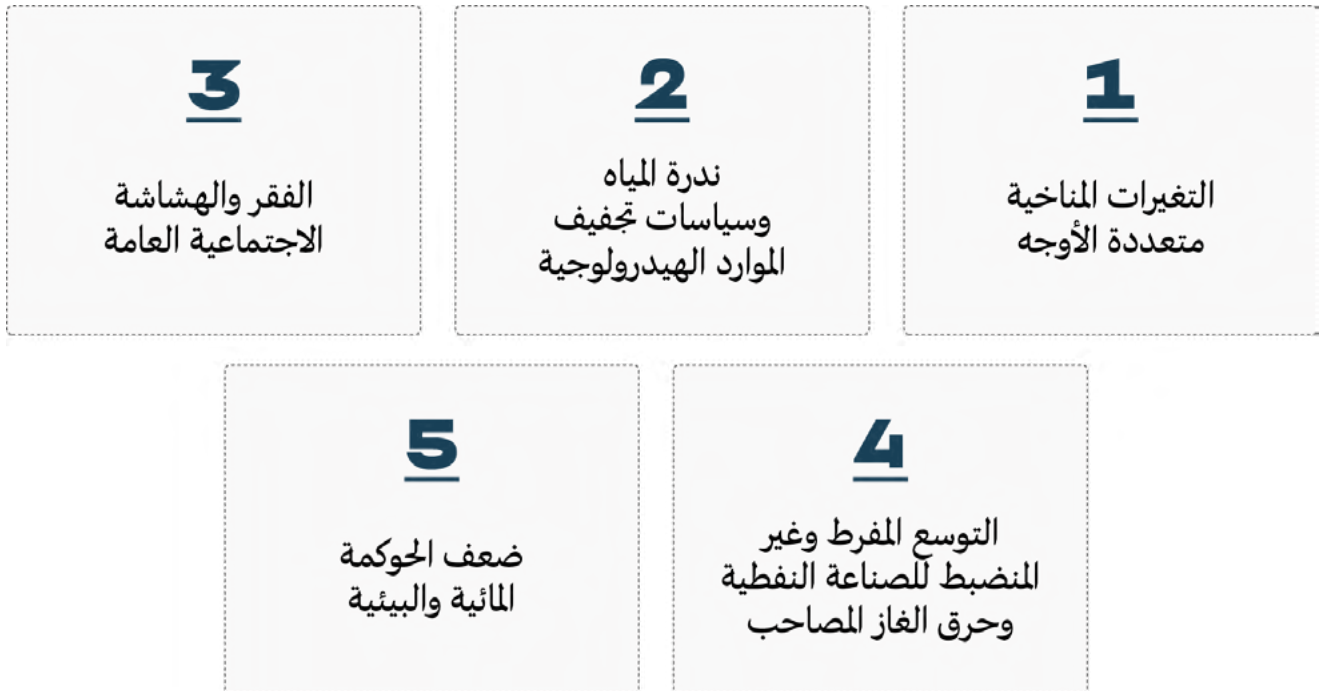 1
التغيرات المناخية
متعددة الأوجه
2
ندرة المياه
وسياسات تجفيف
الموارد الهيدرولوجية
3
الفقر والهشاشة
الاجتماعية العامة
4
التوسع المفرط وغير
المنضبط للصناعة النفطية
وحرق الغاز المصاحب
5
ضعف الحوكمة
المائية والبيئية